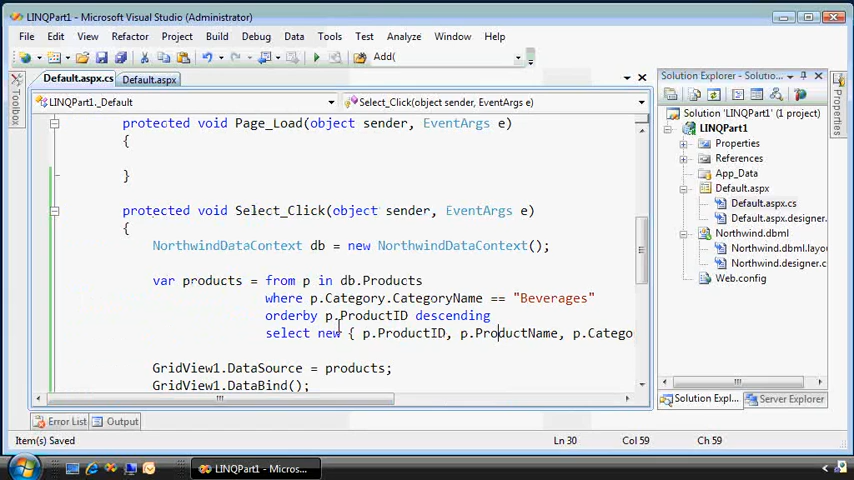 LINQPart1 - Microsoft Visual Studio (Administrator)
File Edit View Refactor Project Build Debug Data Tools Test Analyze Window Help
Add(
Default.aspx.cs Default.aspx
LINQPart1._Default Select_Click(object sender, EventArgs e)
protected void Page_Load(object sender, EventArgs e)
{
}
protected void Select_Click(object sender, EventArgs e)
{
NorthwindDataContext db = new NorthwindDataContext();
var products = from p in db.Products
where p.Category.CategoryName == "Beverages"
orderby p.ProductID descending
select new { p.ProductID, p.ProductName, p.Catego
GridView1.DataSource = products;
GridView1.DataBind();
Toolbox
Solution Explorer - Solutio...
Solution 'LINQPart1' (1 project)
LINQPart1
Properties
References
App_Data
Default.aspx
Default.aspx.cs
Default.aspx.designer.
Northwind.dbml
Northwind.dbml.layo
Northwind.designer.c
Web.config
Solution Expl... Server Explorer
Properties
Error List Output
Item(s) Saved Ln 30 Col 59 Ch 59
LINQPart1 - Micros...